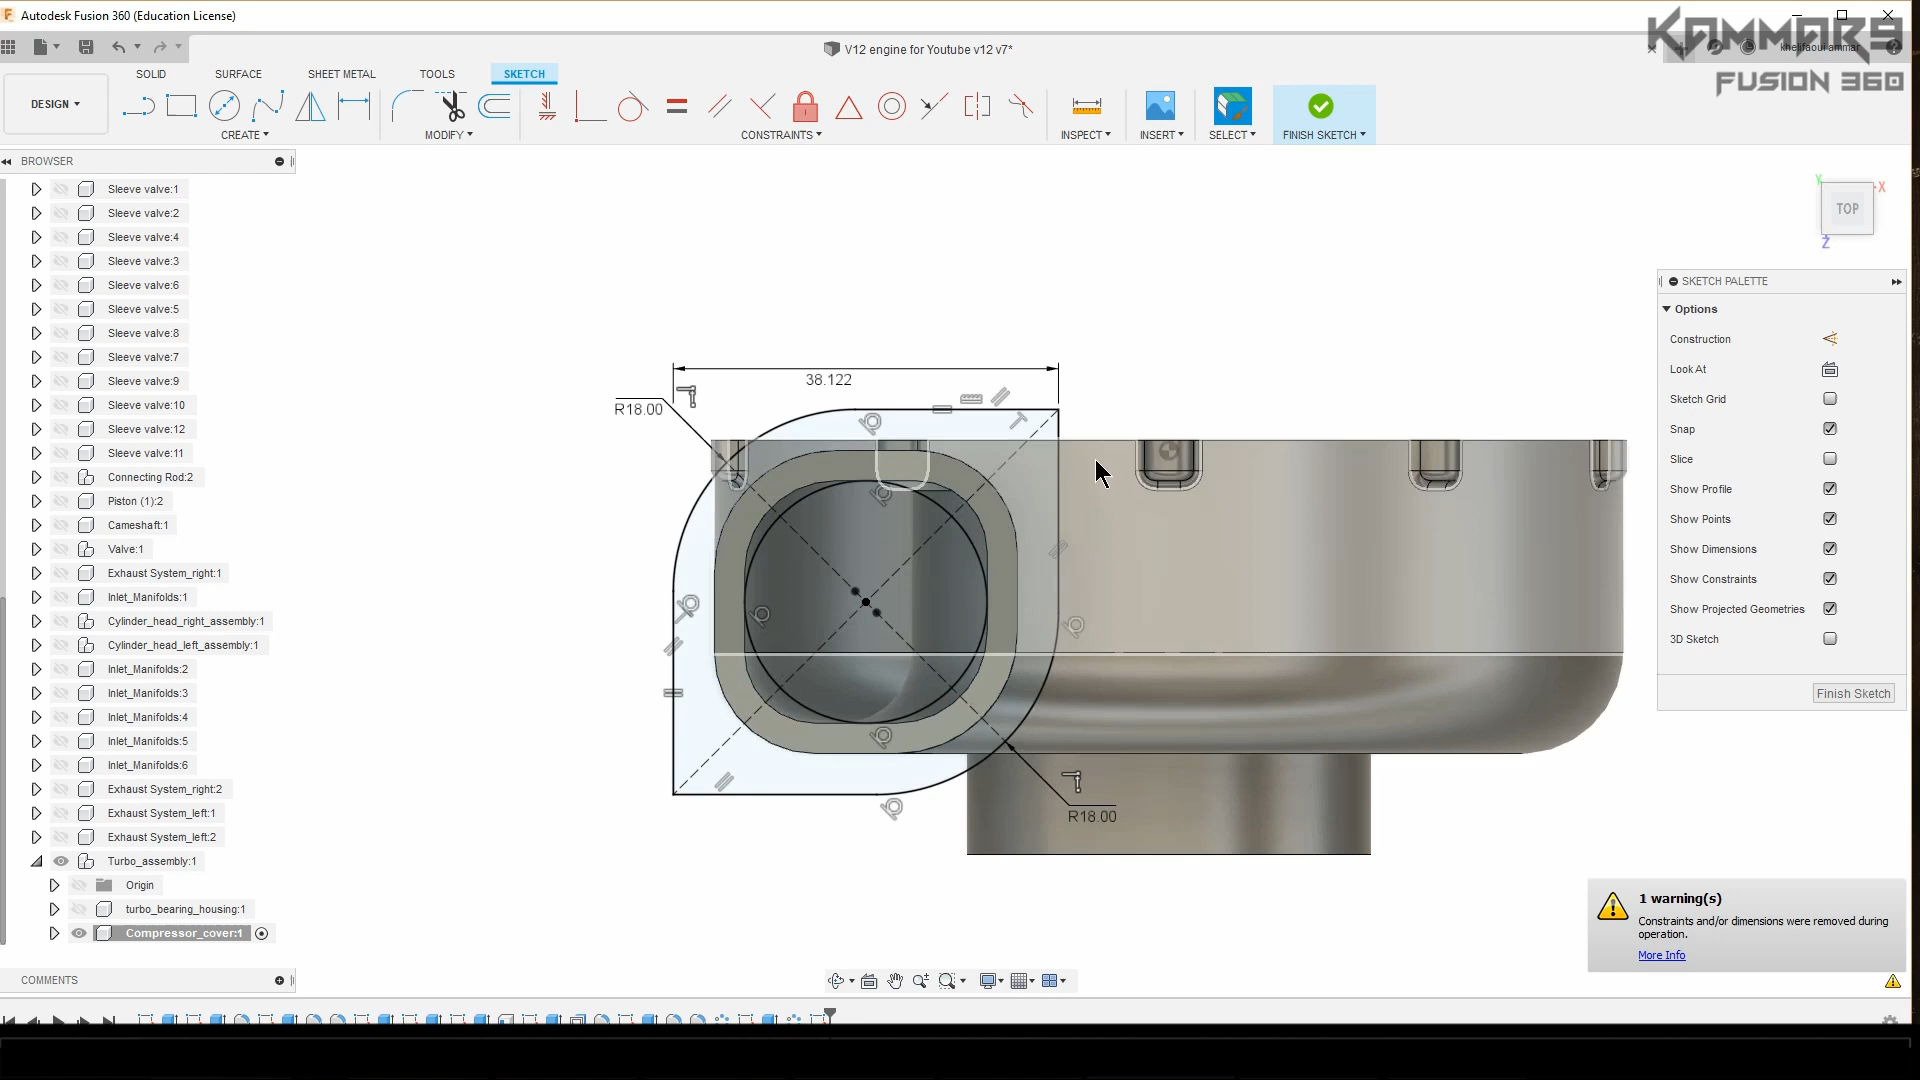 Autodesk Fusion 360 (Education License)
KAMMARS
FUSION 360
V12 engine for Youtube v12 v7*
khelifaoui ammar
SOLID
SURFACE
SHEET METAL
TOOLS
SKETCH
DESIGN
CREATE
MODIFY
CONSTRAINTS
INSPECT
INSERT
SELECT
FINISH SKETCH
BROWSER
Sleeve valve:1
Sleeve valve:2
Sleeve valve:4
Sleeve valve:3
Sleeve valve:6
Sleeve valve:5
Sleeve valve:8
Sleeve valve:7
Sleeve valve:9
Sleeve valve:10
Sleeve valve:12
Sleeve valve:11
Connecting Rod:2
Piston (1):2
Cameshaft:1
Valve:1
Exhaust System_right:1
Inlet_Manifolds:1
Cylinder_head_right_assembly:1
Cylinder_head_left_assembly:1
Inlet_Manifolds:2
Inlet_Manifolds:3
Inlet_Manifolds:4
Inlet_Manifolds:5
Inlet_Manifolds:6
Exhaust System_right:2
Exhaust System_left:1
Exhaust System_left:2
Turbo_assembly:1
Origin
turbo_bearing_housing:1
Compressor_cover:1
COMMENTS
38.122
R18.00
R18.00
Y
X
TOP
Z
SKETCH PALETTE
Options
Construction
Look At
Sketch Grid
Snap
Slice
Show Profile
Show Points
Show Dimensions
Show Constraints
Show Projected Geometries
3D Sketch
Finish Sketch
1 warning(s)
Constraints and/or dimensions were removed during
operation.
More Info